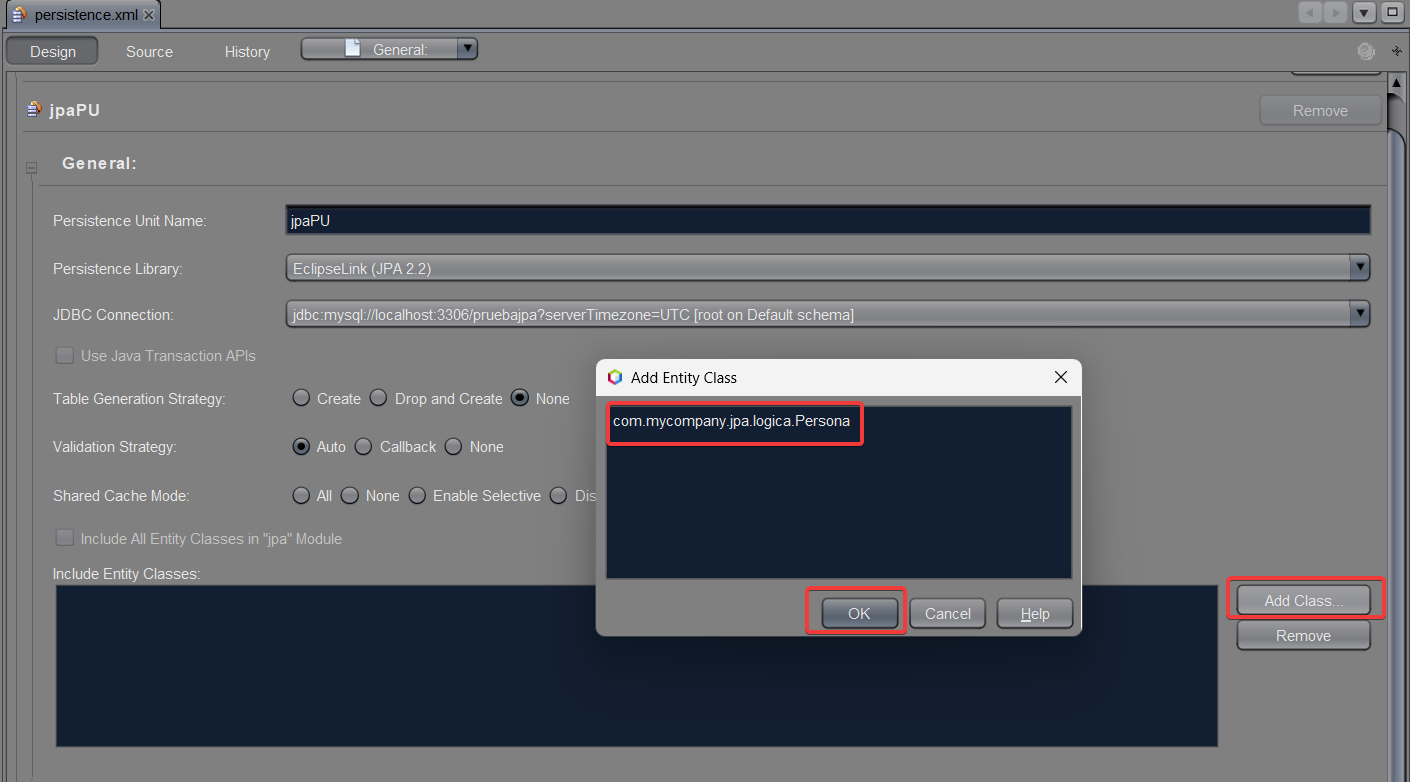 persistence.xml
Design Source History General:
jpaPU Remove
General:
Persistence Unit Name: jpaPU
Persistence Library: EclipseLink (JPA 2.2)
JDBC Connection: jdbc:mysql://localhost:3306/pruebajpa?serverTimezone=UTC [root on Default schema]
Use Java Transaction APIs
Table Generation Strategy: Create Drop and Create None
Validation Strategy: Auto Callback None
Shared Cache Mode: All None Enable Selective Dis
Include All Entity Classes in "jpa" Module
Include Entity Classes:
Add Class...
Remove
Add Entity Class
com.mycompany.jpa.logica.Persona
OK Cancel Help